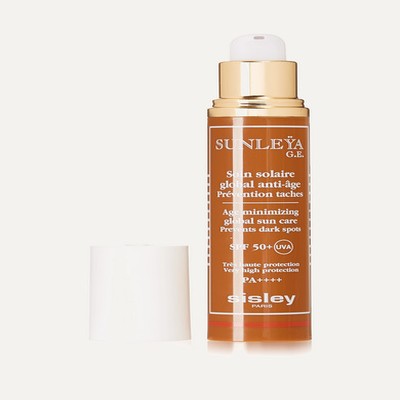 SUNLEŸA
G.E.
Soin solaire
global anti-âge
Prévention taches
Age minimizing
global sun care
Prevents dark spots
SPF 50+ UVA
Très haute protection
Very high protection
PA++++
sisley
PARIS